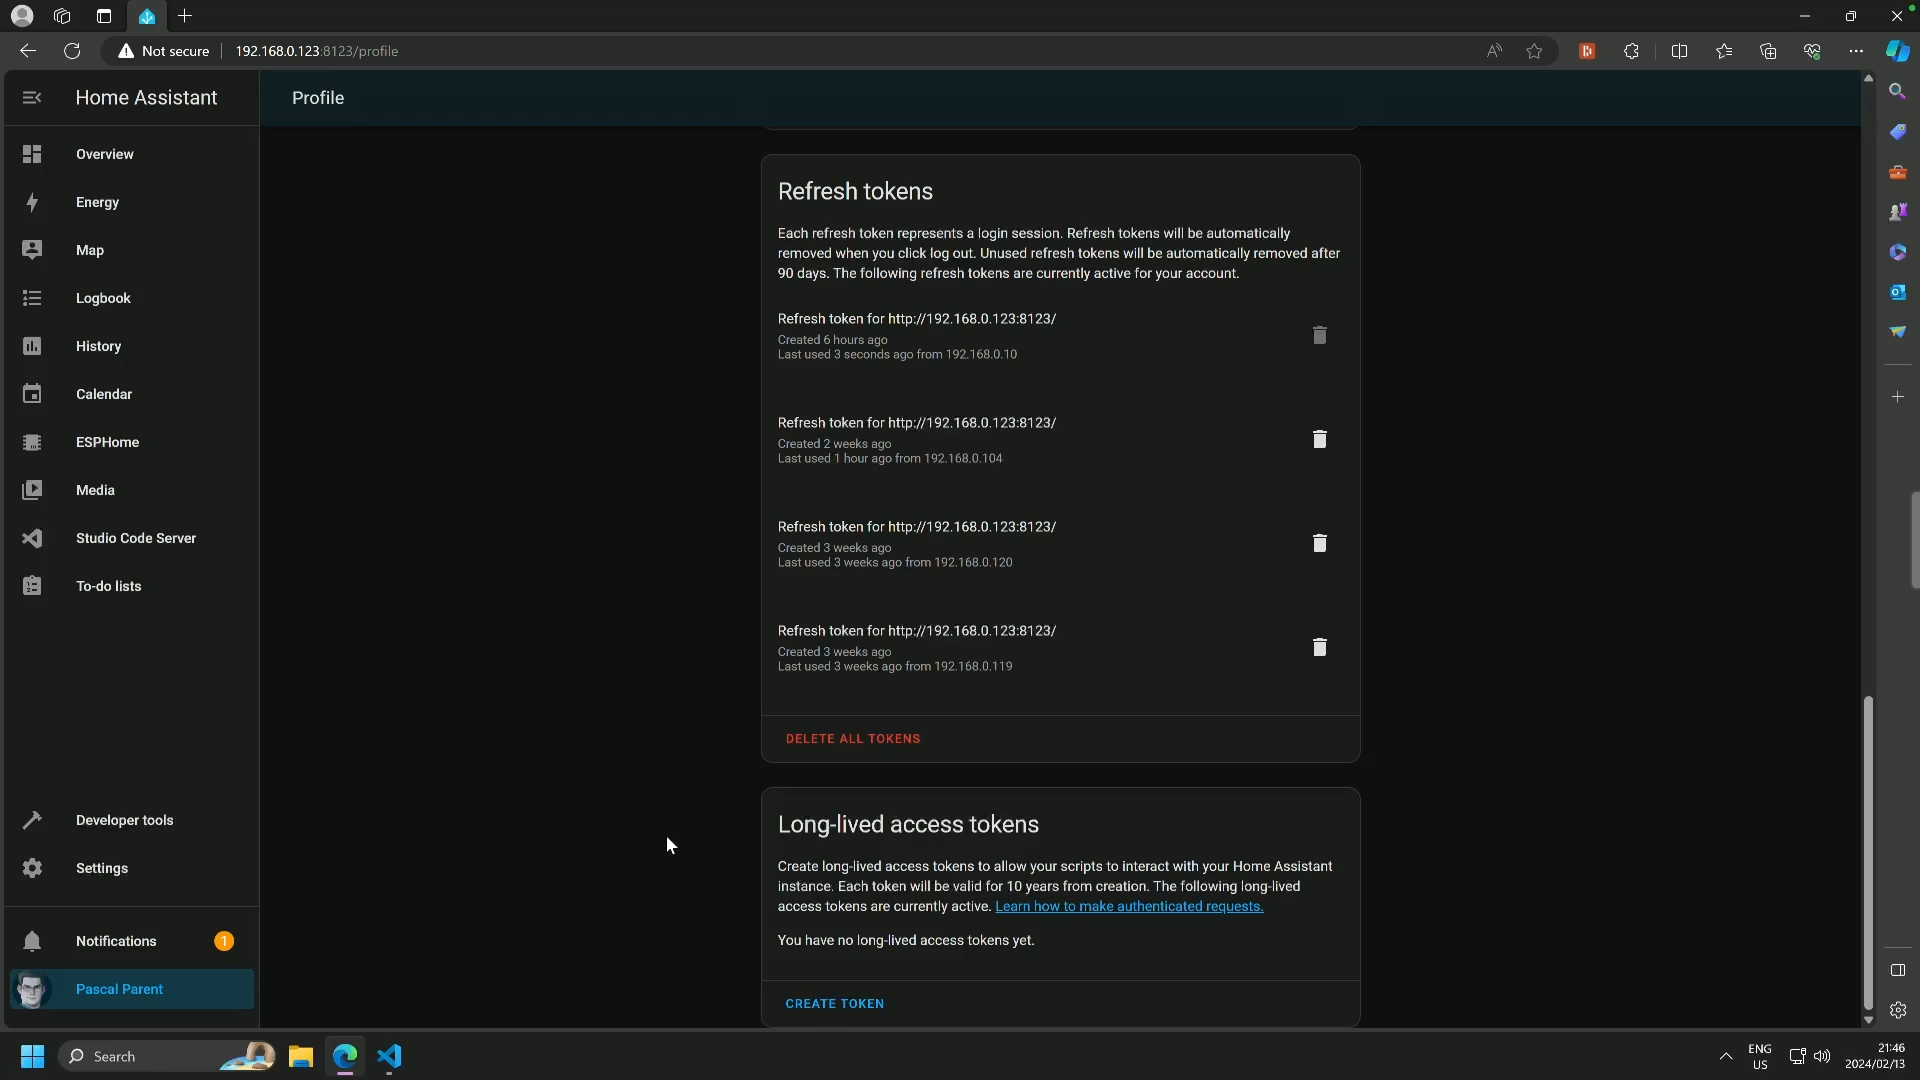 Not secure
192.168.0.123:8123/profile
Home Assistant
Profile
Overview
Energy
Map
Logbook
History
Calendar
ESPHome
Media
Studio Code Server
To-do lists
Developer tools
Settings
Notifications
1
Pascal Parent
Refresh tokens
Each refresh token represents a login session. Refresh tokens will be automatically
removed when you click log out. Unused refresh tokens will be automatically removed after
90 days. The following refresh tokens are currently active for your account.
Refresh token for http://192.168.0.123:8123/
Created 6 hours ago
Last used 3 seconds ago from 192.168.0.10
Refresh token for http://192.168.0.123:8123/
Created 2 weeks ago
Last used 1 hour ago from 192.168.0.104
Refresh token for http://192.168.0.123:8123/
Created 3 weeks ago
Last used 3 weeks ago from 192.168.0.120
Refresh token for http://192.168.0.123:8123/
Created 3 weeks ago
Last used 3 weeks ago from 192.168.0.119
DELETE ALL TOKENS
Long-lived access tokens
Create long-lived access tokens to allow your scripts to interact with your Home Assistant
instance. Each token will be valid for 10 years from creation. The following long-lived
access tokens are currently active. Learn how to make authenticated requests.
You have no long-lived access tokens yet.
CREATE TOKEN
Search
ENG
US
21:46
2024/02/13